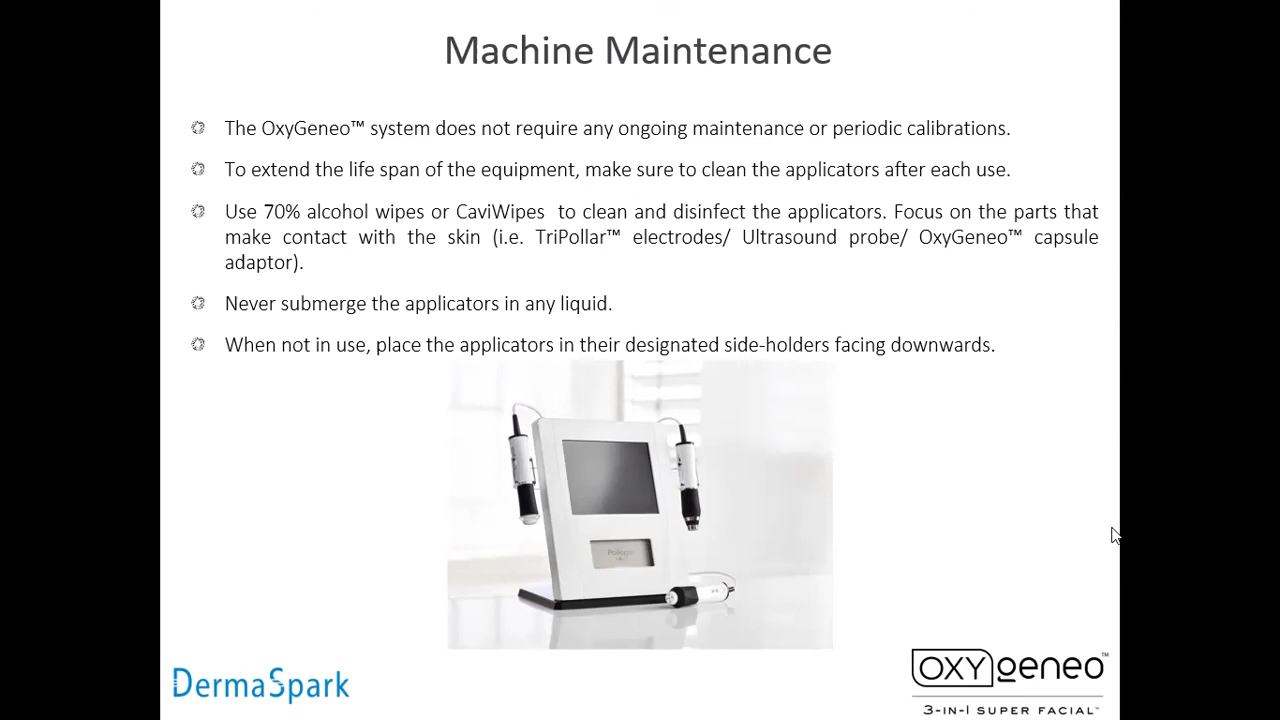 Machine Maintenance
The OxyGeneo™ system does not require any ongoing maintenance or periodic calibrations.
To extend the life span of the equipment, make sure to clean the applicators after each use.
Use 70% alcohol wipes or CaviWipes to clean and disinfect the applicators. Focus on the parts that
make contact with the skin (i.e. TriPollar™ electrodes/ Ultrasound probe/ OxyGeneo™ capsule
adaptor).
Never submerge the applicators in any liquid.
When not in use, place the applicators in their designated side-holders facing downwards.
DermaSpark
OXYgeneo™
3-IN-1 SUPER FACIAL™